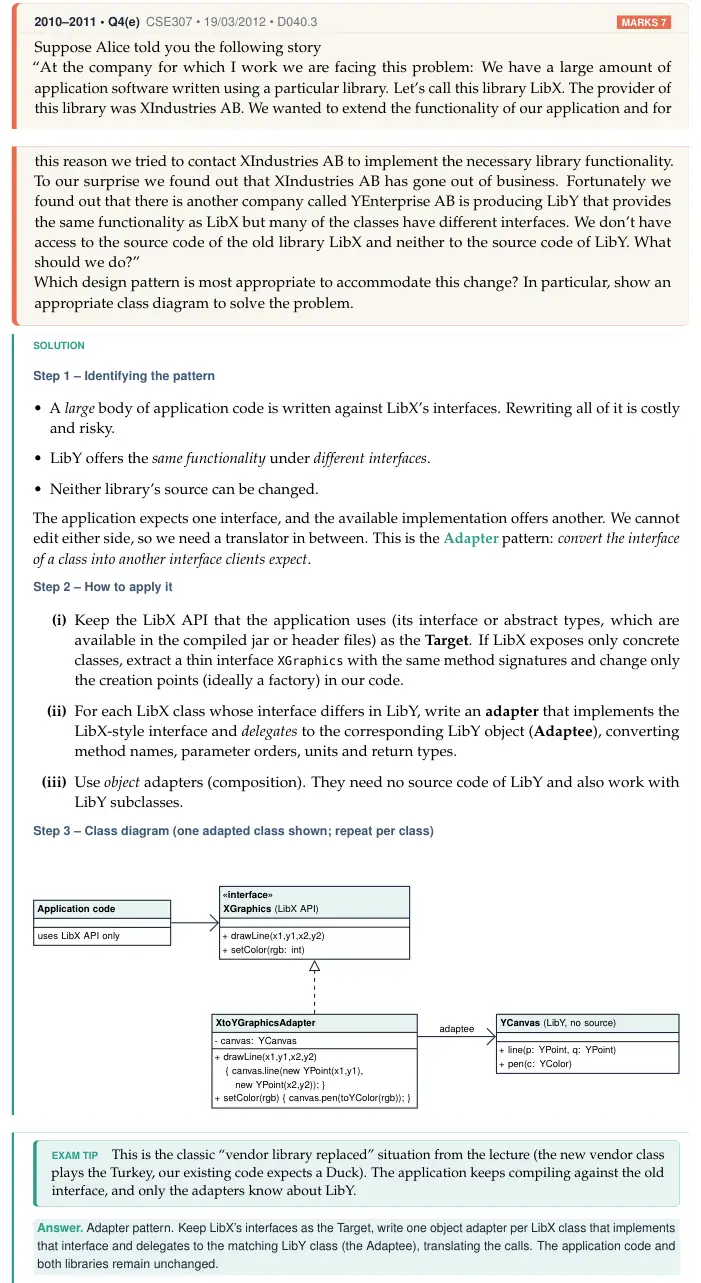 2010–2011 • Q4(e) CSE307 • 19/03/2012 • D040.3 MARKS 7
Suppose Alice told you the following story
“At the company for which I work we are facing this problem: We have a large amount of
application software written using a particular library. Let’s call this library LibX. The provider of
this library was XIndustries AB. We wanted to extend the functionality of our application and for
this reason we tried to contact XIndustries AB to implement the necessary library functionality.
To our surprise we found out that XIndustries AB has gone out of business. Fortunately we
found out that there is another company called YEnterprise AB is producing LibY that provides
the same functionality as LibX but many of the classes have different interfaces. We don’t have
access to the source code of the old library LibX and neither to the source code of LibY. What
should we do?”
Which design pattern is most appropriate to accommodate this change? In particular, show an
appropriate class diagram to solve the problem.
SOLUTION
Step 1 – Identifying the pattern
• A large body of application code is written against LibX’s interfaces. Rewriting all of it is costly
and risky.
• LibY offers the same functionality under different interfaces.
• Neither library’s source can be changed.
The application expects one interface, and the available implementation offers another. We cannot
edit either side, so we need a translator in between. This is the Adapter pattern: convert the interface
of a class into another interface clients expect.
Step 2 – How to apply it
(i) Keep the LibX API that the application uses (its interface or abstract types, which are
available in the compiled jar or header files) as the Target. If LibX exposes only concrete
classes, extract a thin interface XGraphics with the same method signatures and change only
the creation points (ideally a factory) in our code.
(ii) For each LibX class whose interface differs in LibY, write an adapter that implements the
LibX-style interface and delegates to the corresponding LibY object (Adaptee), converting
method names, parameter orders, units and return types.
(iii) Use object adapters (composition). They need no source code of LibY and also work with
LibY subclasses.
Step 3 – Class diagram (one adapted class shown; repeat per class)
Application code
uses LibX API only
«interface»
XGraphics (LibX API)
+ drawLine(x1,y1,x2,y2)
+ setColor(rgb: int)
XtoYGraphicsAdapter
- canvas: YCanvas
+ drawLine(x1,y1,x2,y2)
{ canvas.line(new YPoint(x1,y1),
new YPoint(x2,y2)); }
+ setColor(rgb) { canvas.pen(toYColor(rgb)); }
adaptee
YCanvas (LibY, no source)
+ line(p: YPoint, q: YPoint)
+ pen(c: YColor)
EXAM TIP This is the classic “vendor library replaced” situation from the lecture (the new vendor class
plays the Turkey, our existing code expects a Duck). The application keeps compiling against the old
interface, and only the adapters know about LibY.
Answer. Adapter pattern. Keep LibX’s interfaces as the Target, write one object adapter per LibX class that implements
that interface and delegates to the matching LibY class (the Adaptee), translating the calls. The application code and
both libraries remain unchanged.